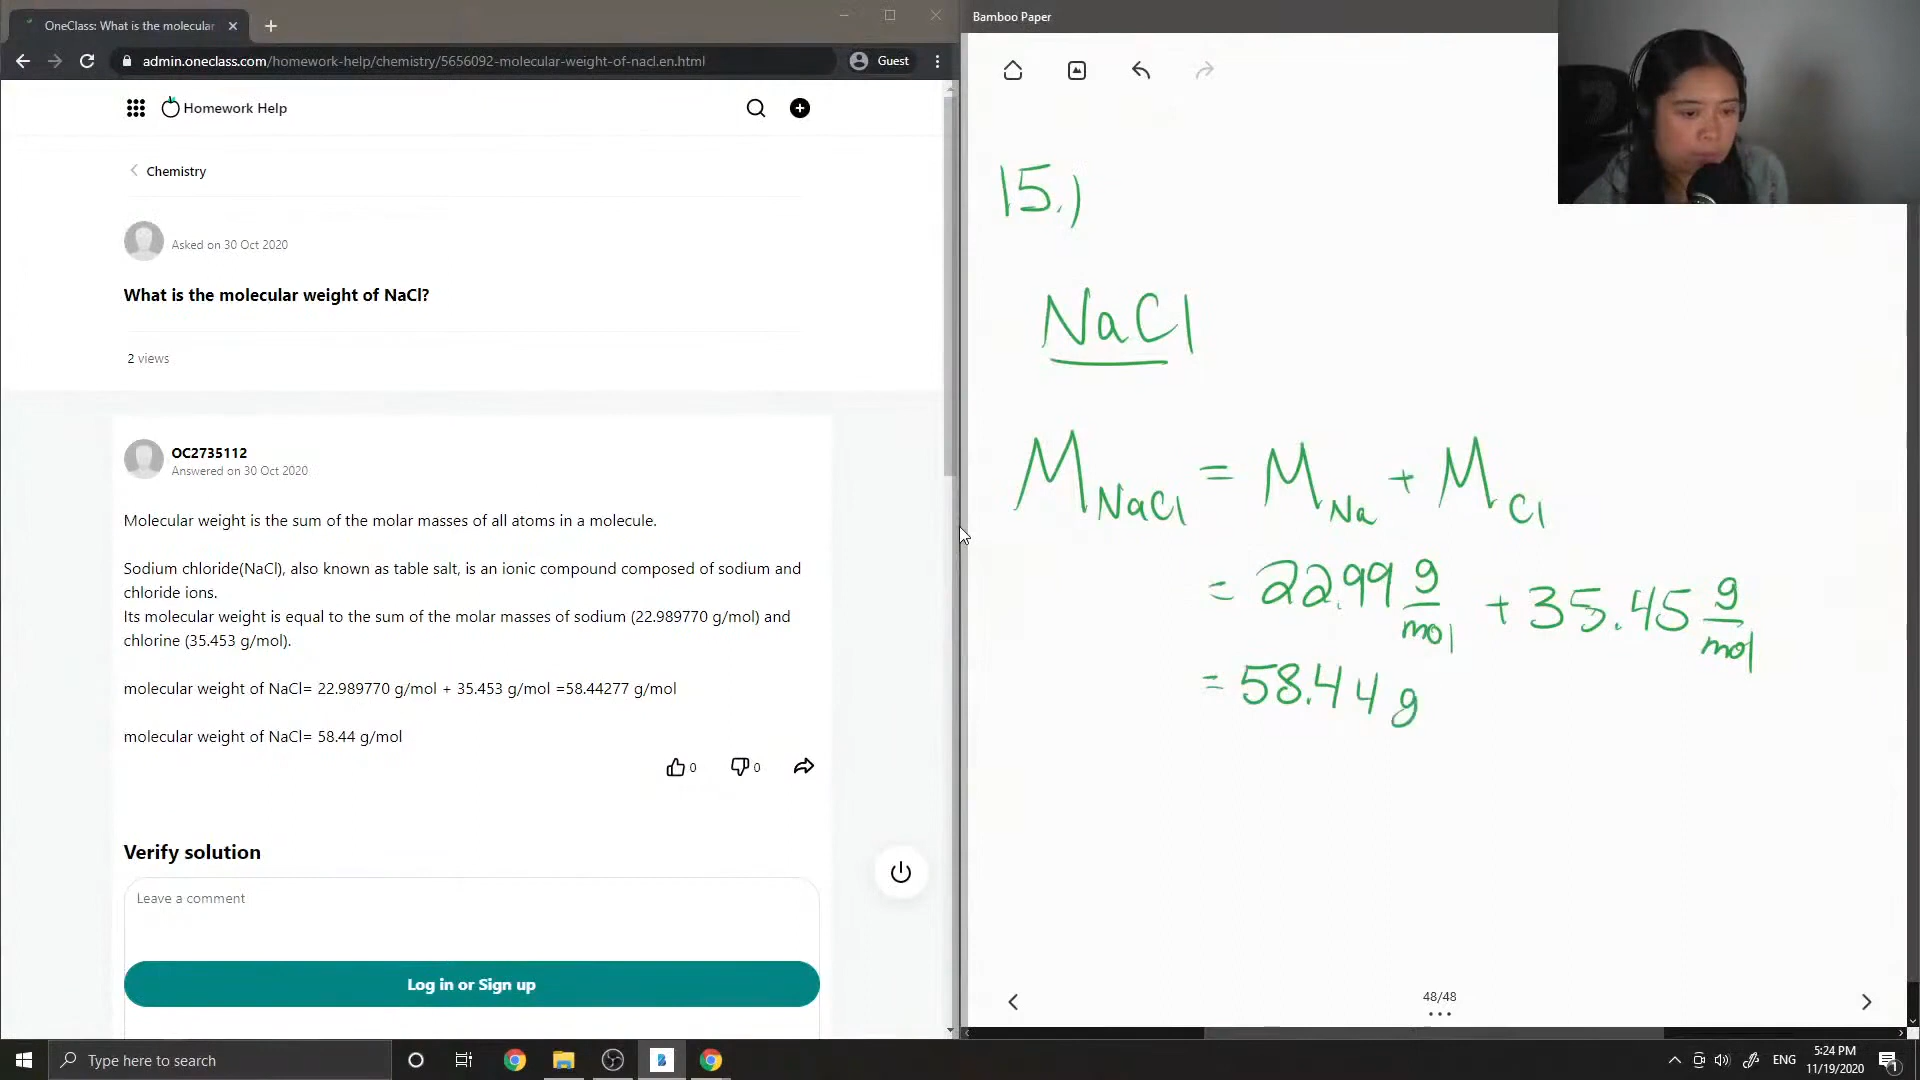 OneClass: What is the molecular
admin.oneclass.com/homework-help/chemistry/5656092-molecular-weight-of-nacl.en.html
Guest
Homework Help
Chemistry
Asked on 30 Oct 2020
What is the molecular weight of NaCl?
2 views
OC2735112
Answered on 30 Oct 2020
Molecular weight is the sum of the molar masses of all atoms in a molecule.
Sodium chloride(NaCl), also known as table salt, is an ionic compound composed of sodium and
chloride ions.
Its molecular weight is equal to the sum of the molar masses of sodium (22.989770 g/mol) and
chlorine (35.453 g/mol).
molecular weight of NaCl= 22.989770 g/mol + 35.453 g/mol =58.44277 g/mol
molecular weight of NaCl= 58.44 g/mol
0 0
Verify solution
Leave a comment
Log in or Sign up
Bamboo Paper
15.)
NaCl
M NaCl = M Na + M Cl
= 22.99 g/mol + 35.45 g/mol
= 58.44 g
48/48
Type here to search
B
ENG
5:24 PM
11/19/2020
1